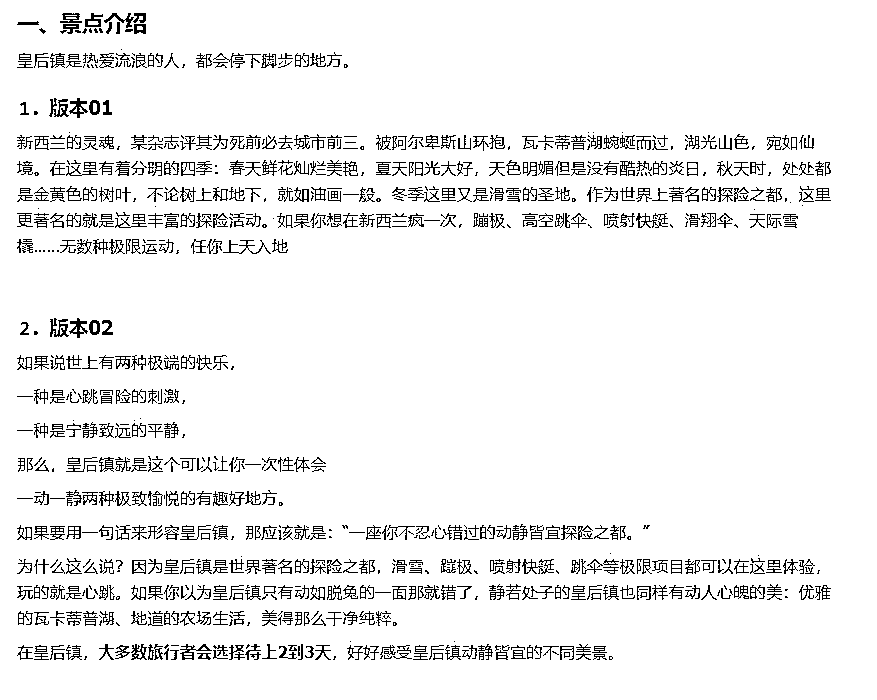 一、景点介绍
皇后镇是热爱流浪的人，都会停下脚步的地方。
1．版本01
新西兰的灵魂，某杂志评其为死前必去城市前三。被阿尔卑斯山环抱，瓦卡蒂普湖蜿蜒而过，湖光山色，宛如仙
境。在这里有着分明的四季：春天鲜花灿烂美艳，夏天阳光大好，天色明媚但是没有酷热的炎日，秋天时，处处都
是金黄色的树叶，不论树上和地下，就如油画一般。冬季这里又是滑雪的圣地。作为世界上著名的探险之都，这里
更著名的就是这里丰富的探险活动。如果你想在新西兰疯一次，蹦极、高空跳伞、喷射快艇、滑翔伞、天际雪
橇……无数种极限运动，任你上天入地
2．版本02
如果说世上有两种极端的快乐，
一种是心跳冒险的刺激，
一种是宁静致远的平静，
那么，皇后镇就是这个可以让你一次性体会
一动一静两种极致愉悦的有趣好地方。
如果要用一句话来形容皇后镇，那应该就是：“一座你不忍心错过的动静皆宜探险之都。”
为什么这么说？因为皇后镇是世界著名的探险之都，滑雪、蹦极、喷射快艇、跳伞等极限项目都可以在这里体验，
玩的就是心跳。如果你以为皇后镇只有动如脱兔的一面那就错了，静若处子的皇后镇也同样有动人心魄的美：优雅
的瓦卡蒂普湖、地道的农场生活，美得那么干净纯粹。
在皇后镇，大多数旅行者会选择待上2到3天，好好感受皇后镇动静皆宜的不同美景。